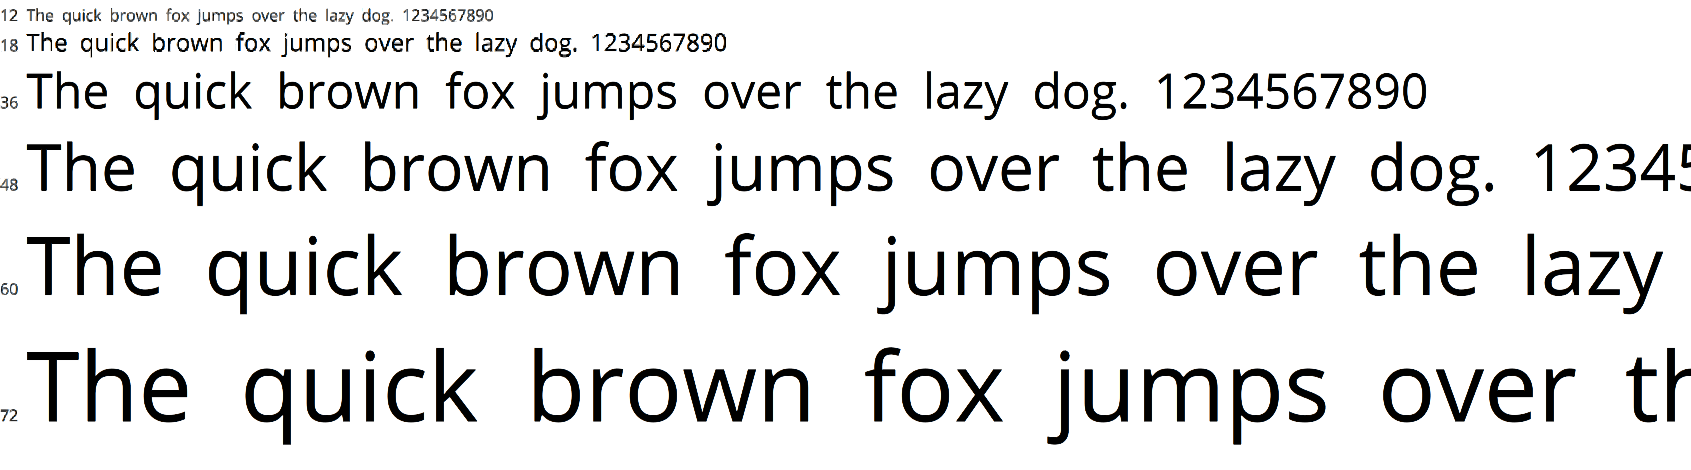 12 The quick brown fox jumps over the lazy dog. 1234567890
18 The quick brown fox jumps over the lazy dog. 1234567890
36 The quick brown fox jumps over the lazy dog. 1234567890
48 The quick brown fox jumps over the lazy dog. 12345
60 The quick brown fox jumps over the lazy
72 The quick brown fox jumps over th